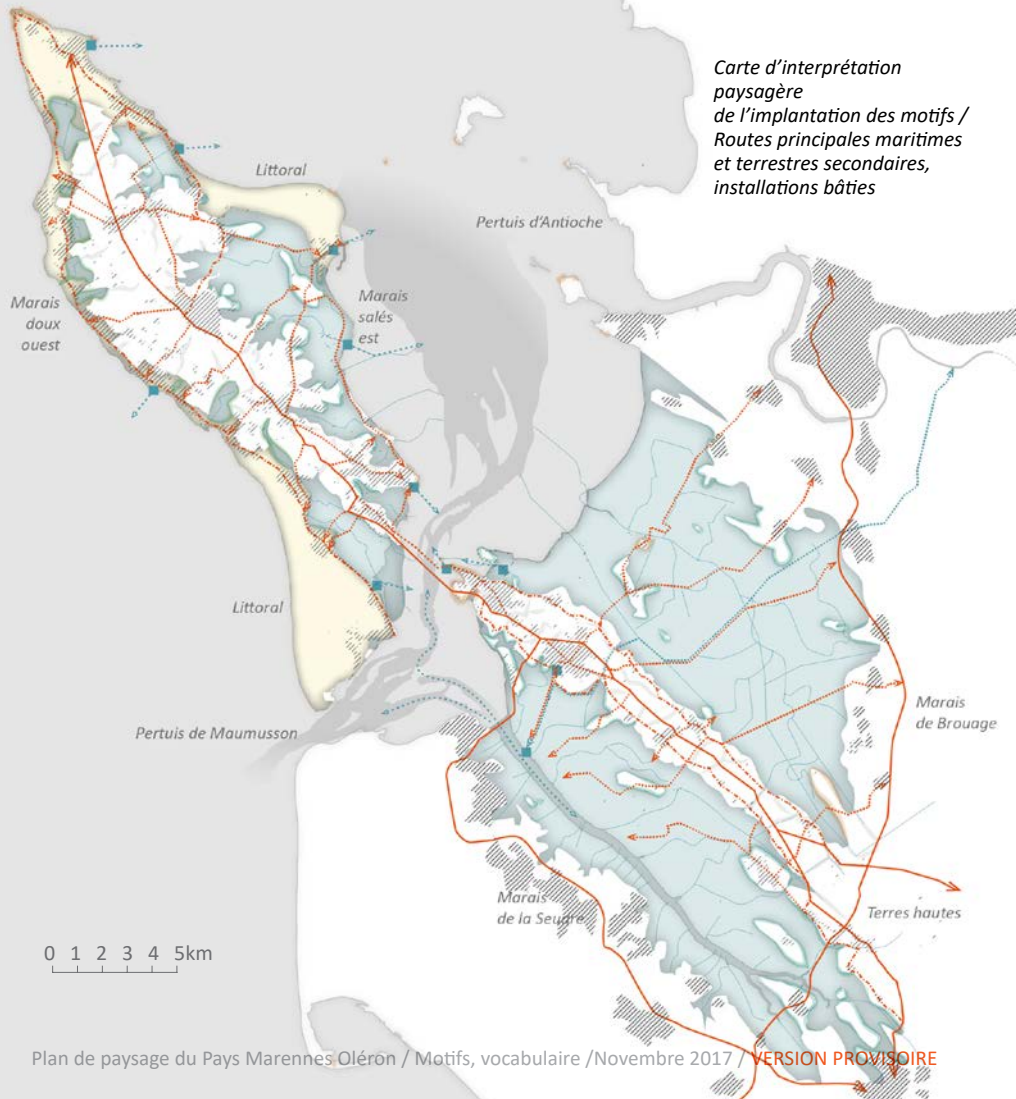 Carte d'interprétation
paysagère
de l'implantation des motifs /
Routes principales maritimes
et terrestres secondaires,
installations bâties
Littoral
Pertuis d'Antioche
Marais
doux
ouest
Marais
salés
est
Littoral
Pertuis de Maumusson
Marais
de Brouage
Marais
de la Seudre
Terres hautes
0 1 2 3 4 5km
Plan de paysage du Pays Marennes Oléron / Motifs, vocabulaire /Novembre 2017 / VERSION PROVISOIRE